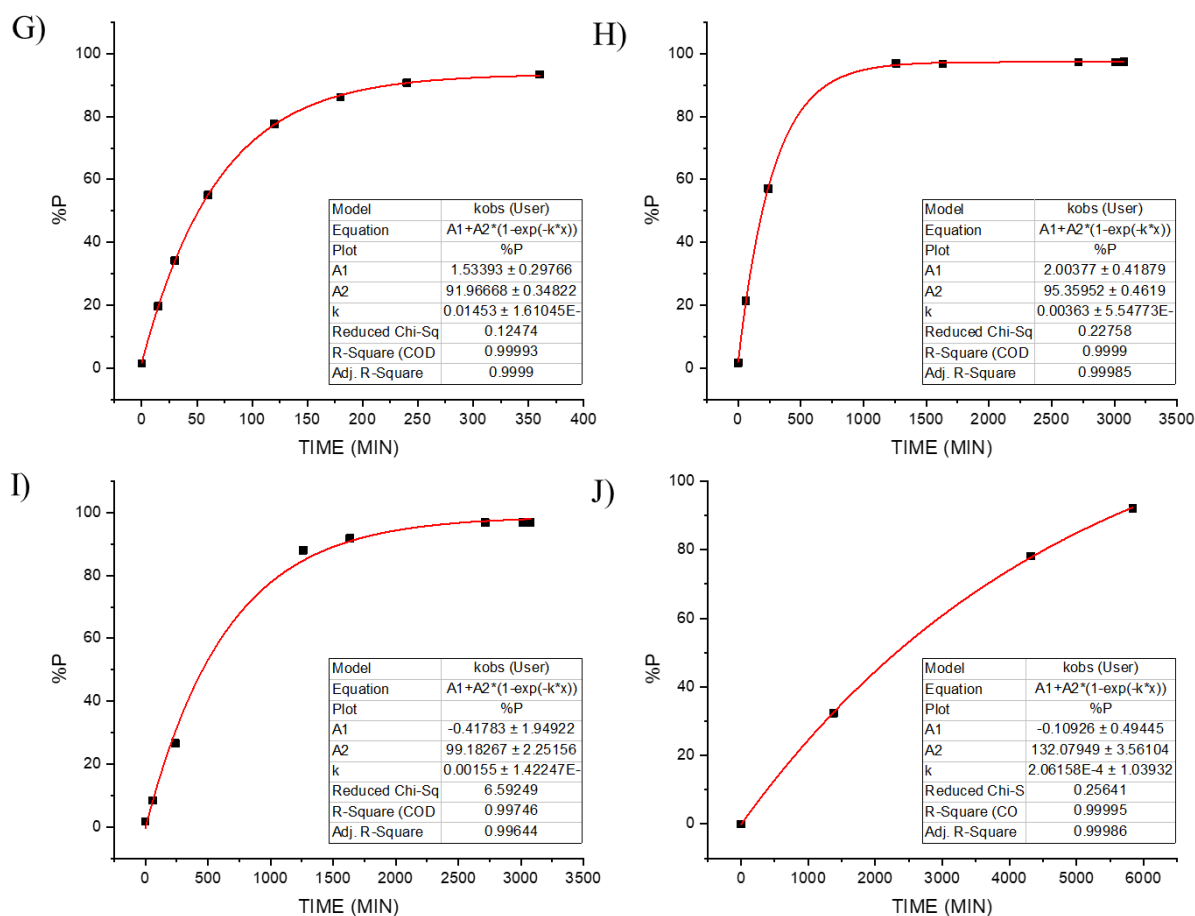 G)
%P
100
80
60
40
20
0
0 50 100 150 200 250 300 350 400
TIME (MIN)
Model kobs (User)
Equation A1+A2*(1-exp(-k*x))
Plot %P
A1 1.53393 ± 0.29766
A2 91.96668 ± 0.34822
k 0.01453 ± 1.61045E-
Reduced Chi-Sq 0.12474
R-Square (COD 0.99993
Adj. R-Square 0.9999
H)
%P
100
80
60
40
20
0
0 500 1000 1500 2000 2500 3000 3500
TIME (MIN)
Model kobs (User)
Equation A1+A2*(1-exp(-k*x))
Plot %P
A1 2.00377 ± 0.41879
A2 95.35952 ± 0.4619
k 0.00363 ± 5.54773E-
Reduced Chi-Sq 0.22758
R-Square (COD 0.9999
Adj. R-Square 0.99985
I)
%P
100
80
60
40
20
0
0 500 1000 1500 2000 2500 3000 3500
TIME (MIN)
Model kobs (User)
Equation A1+A2*(1-exp(-k*x))
Plot %P
A1 -0.41783 ± 1.94922
A2 99.18267 ± 2.25156
k 0.00155 ± 1.42247E-
Reduced Chi-Sq 6.59249
R-Square (COD 0.99746
Adj. R-Square 0.99644
J)
%P
100
80
60
40
20
0
0 1000 2000 3000 4000 5000 6000
TIME (MIN)
Model kobs (User)
Equation A1+A2*(1-exp(-k*x))
Plot %P
A1 -0.10926 ± 0.49445
A2 132.07949 ± 3.56104
k 2.06158E-4 ± 1.03932
Reduced Chi-S 0.25641
R-Square (CO 0.99995
Adj. R-Square 0.99986